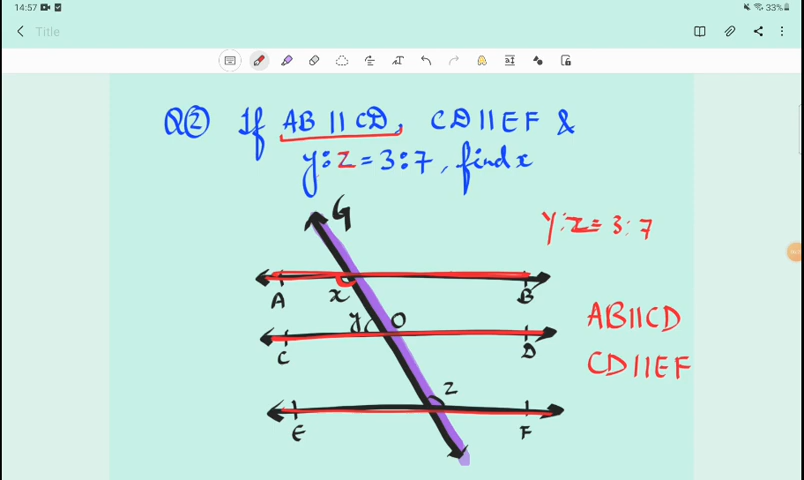 14:57
33%
Title
Q② If AB || CD, CD || EF &
y:z = 3:7, find x
G
y:z = 3:7
A
x
B
y
O
C
D
AB||CD
CD||EF
z
E
F